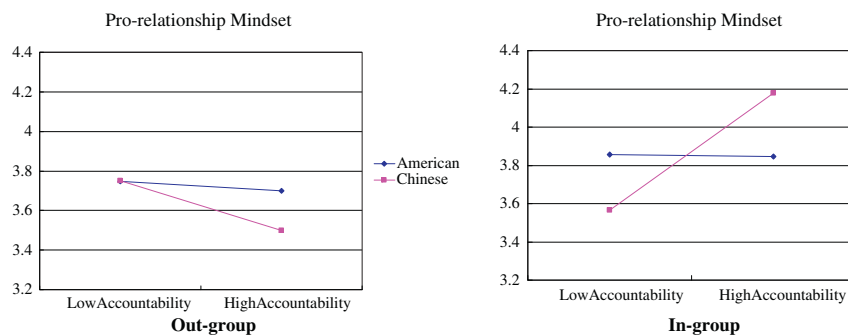 Pro-relationship Mindset
4.4
4.2
4
3.8
3.6
3.4
3.2
LowAccountability HighAccountability
Out-group
American
Chinese
Pro-relationship Mindset
4.4
4.2
4
3.8
3.6
3.4
3.2
LowAccountability HighAccountability
In-group